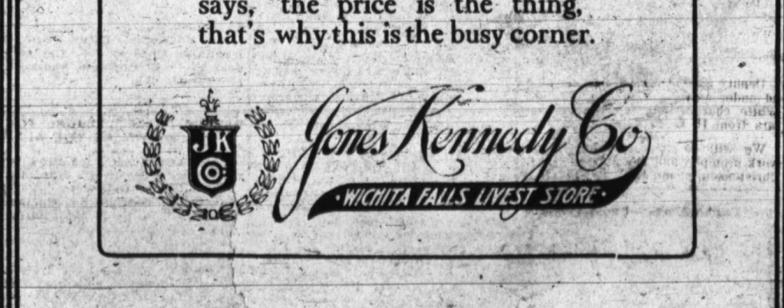 says, the price is the thing,
that's why this is the busy corner.
JK
Co
Jones Kennedy Co
·WICHITA FALLS LIVEST STORE·